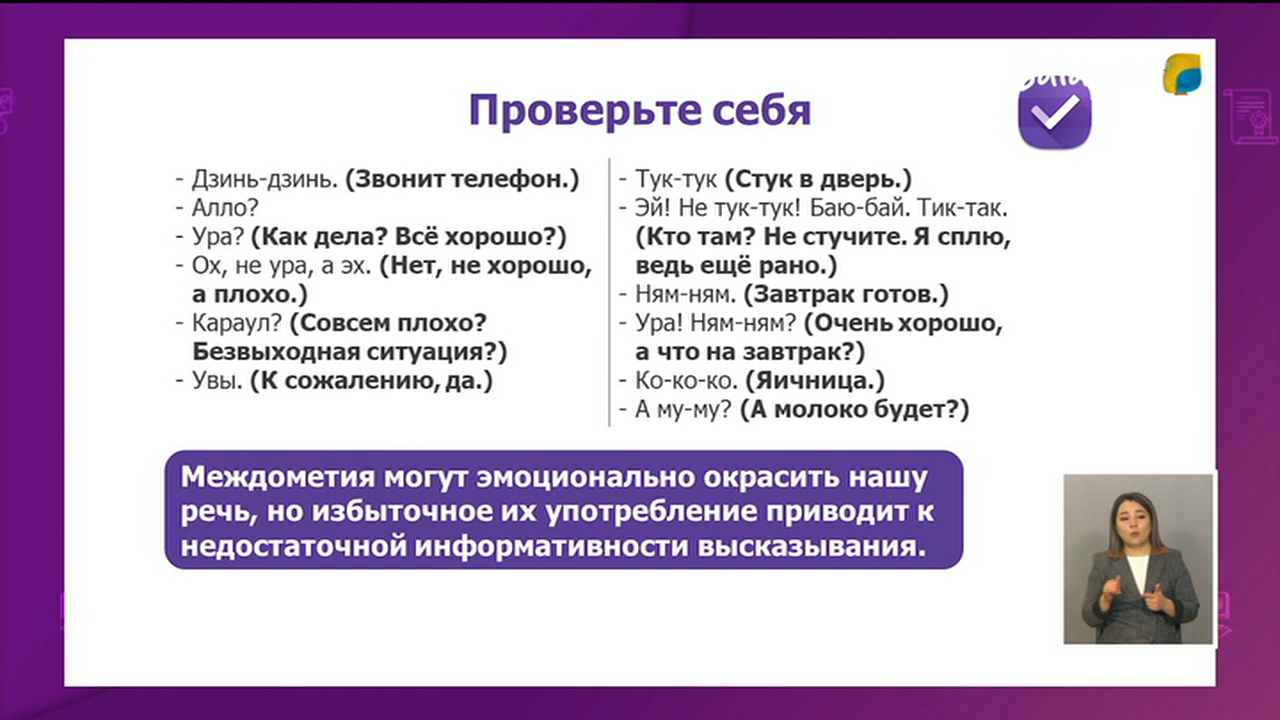 Проверьте себя
- Дзинь-дзинь. (Звонит телефон.)
- Алло?
- Ура? (Как дела? Всё хорошо?)
- Ох, не ура, а эх. (Нет, не хорошо,
а плохо.)
- Караул? (Совсем плохо?
Безвыходная ситуация?)
- Увы. (К сожалению, да.)
- Тук-тук (Стук в дверь.)
- Эй! Не тук-тук! Баю-бай. Тик-так.
(Кто там? Не стучите. Я сплю,
ведь ещё рано.)
- Ням-ням. (Завтрак готов.)
- Ура! Ням-ням? (Очень хорошо,
а что на завтрак?)
- Ко-ко-ко. (Яичница.)
- А му-му? (А молоко будет?)
Междометия могут эмоционально окрасить нашу
речь, но избыточное их употребление приводит к
недостаточной информативности высказывания.